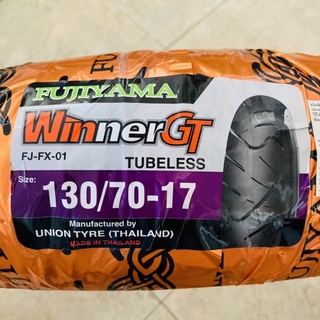 FUJIYAMA
WinnerGT
FJ-FX-01
TUBELESS
Size:
130/70-17
Manufactured by
UNION TYRE (THAILAND)
MADE IN THAILAND